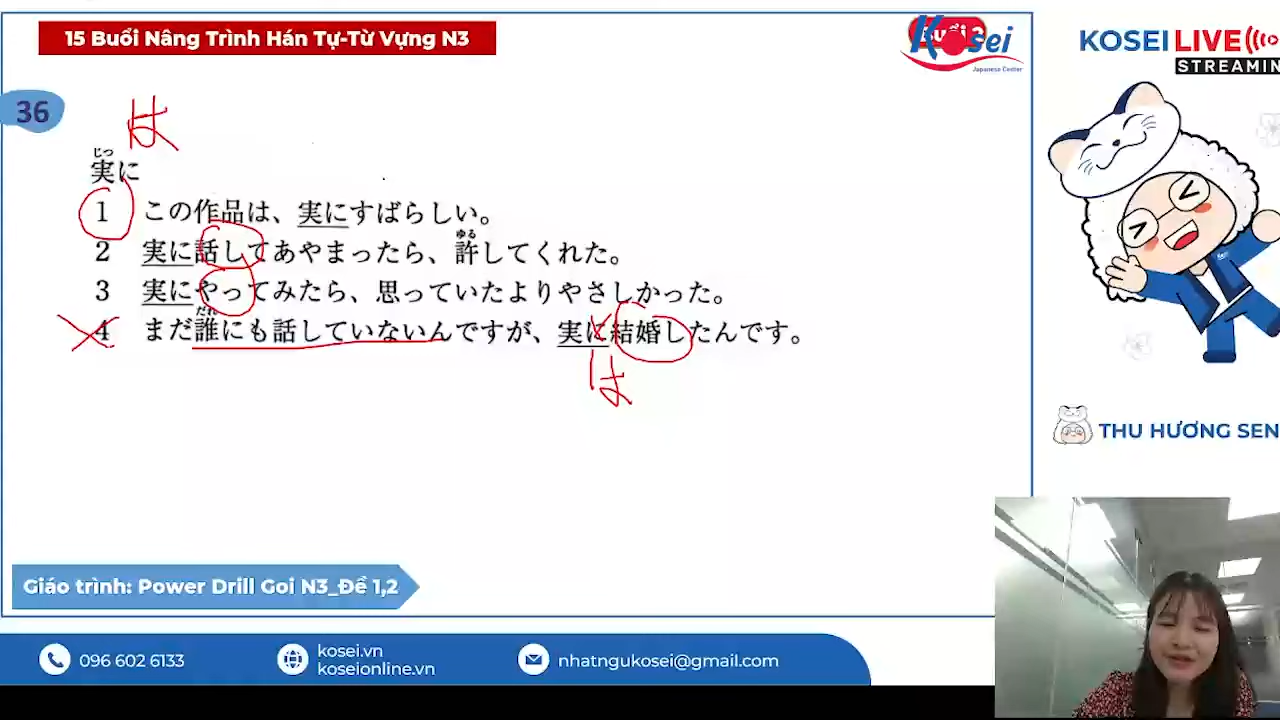 15 Buổi Nâng Trình Hán Tự-Từ Vựng N3
Kosei
Japanese Center
KOSEI LIVE
STREAMIN
36
は
じつ
実に
1 この作品は、実にすばらしい。
ゆる
2 実に話してあやまったら、許してくれた。
3 実にやってみたら、思っていたよりやさしかった。
だれ
4 まだ誰にも話していないんですが、実に結婚したんです。
は
THU HƯƠNG SEN
Giáo trình: Power Drill Goi N3_Đề 1,2
096 602 6133
kosei.vn
koseionline.vn
nhatngukosei@gmail.com